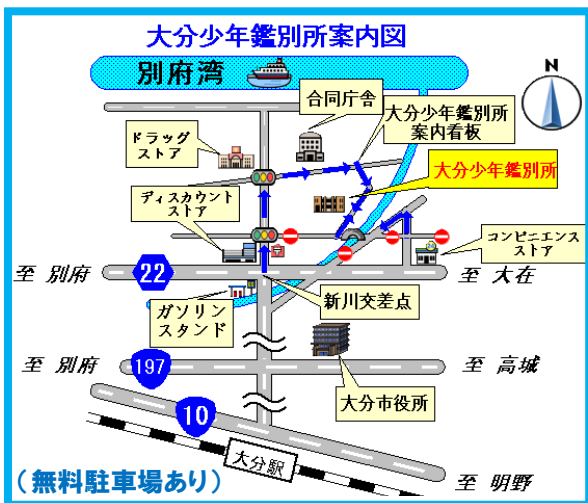 大分少年鑑別所案内図
別府湾
N
合同庁舎
大分少年鑑別所
案内看板
ドラッグ
ストア
大分少年鑑別所
ディスカウント
ストア
コンビニエンス
ストア
至 別府
22
至 大在
ガソリン
スタンド
新川交差点
至 別府
197
至 高城
大分市役所
10
大分駅
(無料駐車場あり)
至 明野